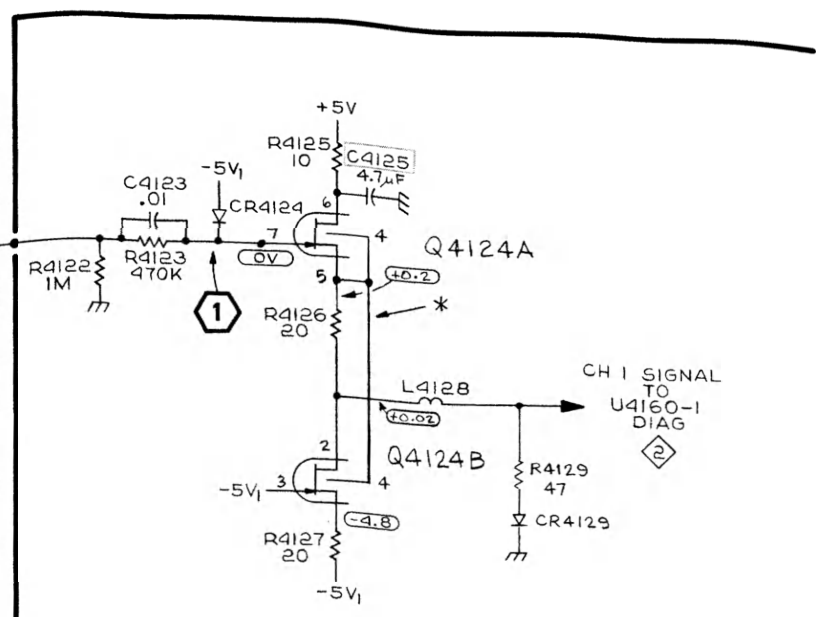 +5V
R4125
10
C4125
4.7µF
-5V₁
C4123
.01
CR4124
6
7
4
Q4124A
0V
R4122
1M
R4123
470K
5
+0.2
1
*
R4126
20
L4128
CH 1 SIGNAL
TO
U4160-1
DIAG
2
+0.02
2
Q4124B
-5V₁
3
4
R4129
47
-4.8
CR4129
R4127
20
-5V₁